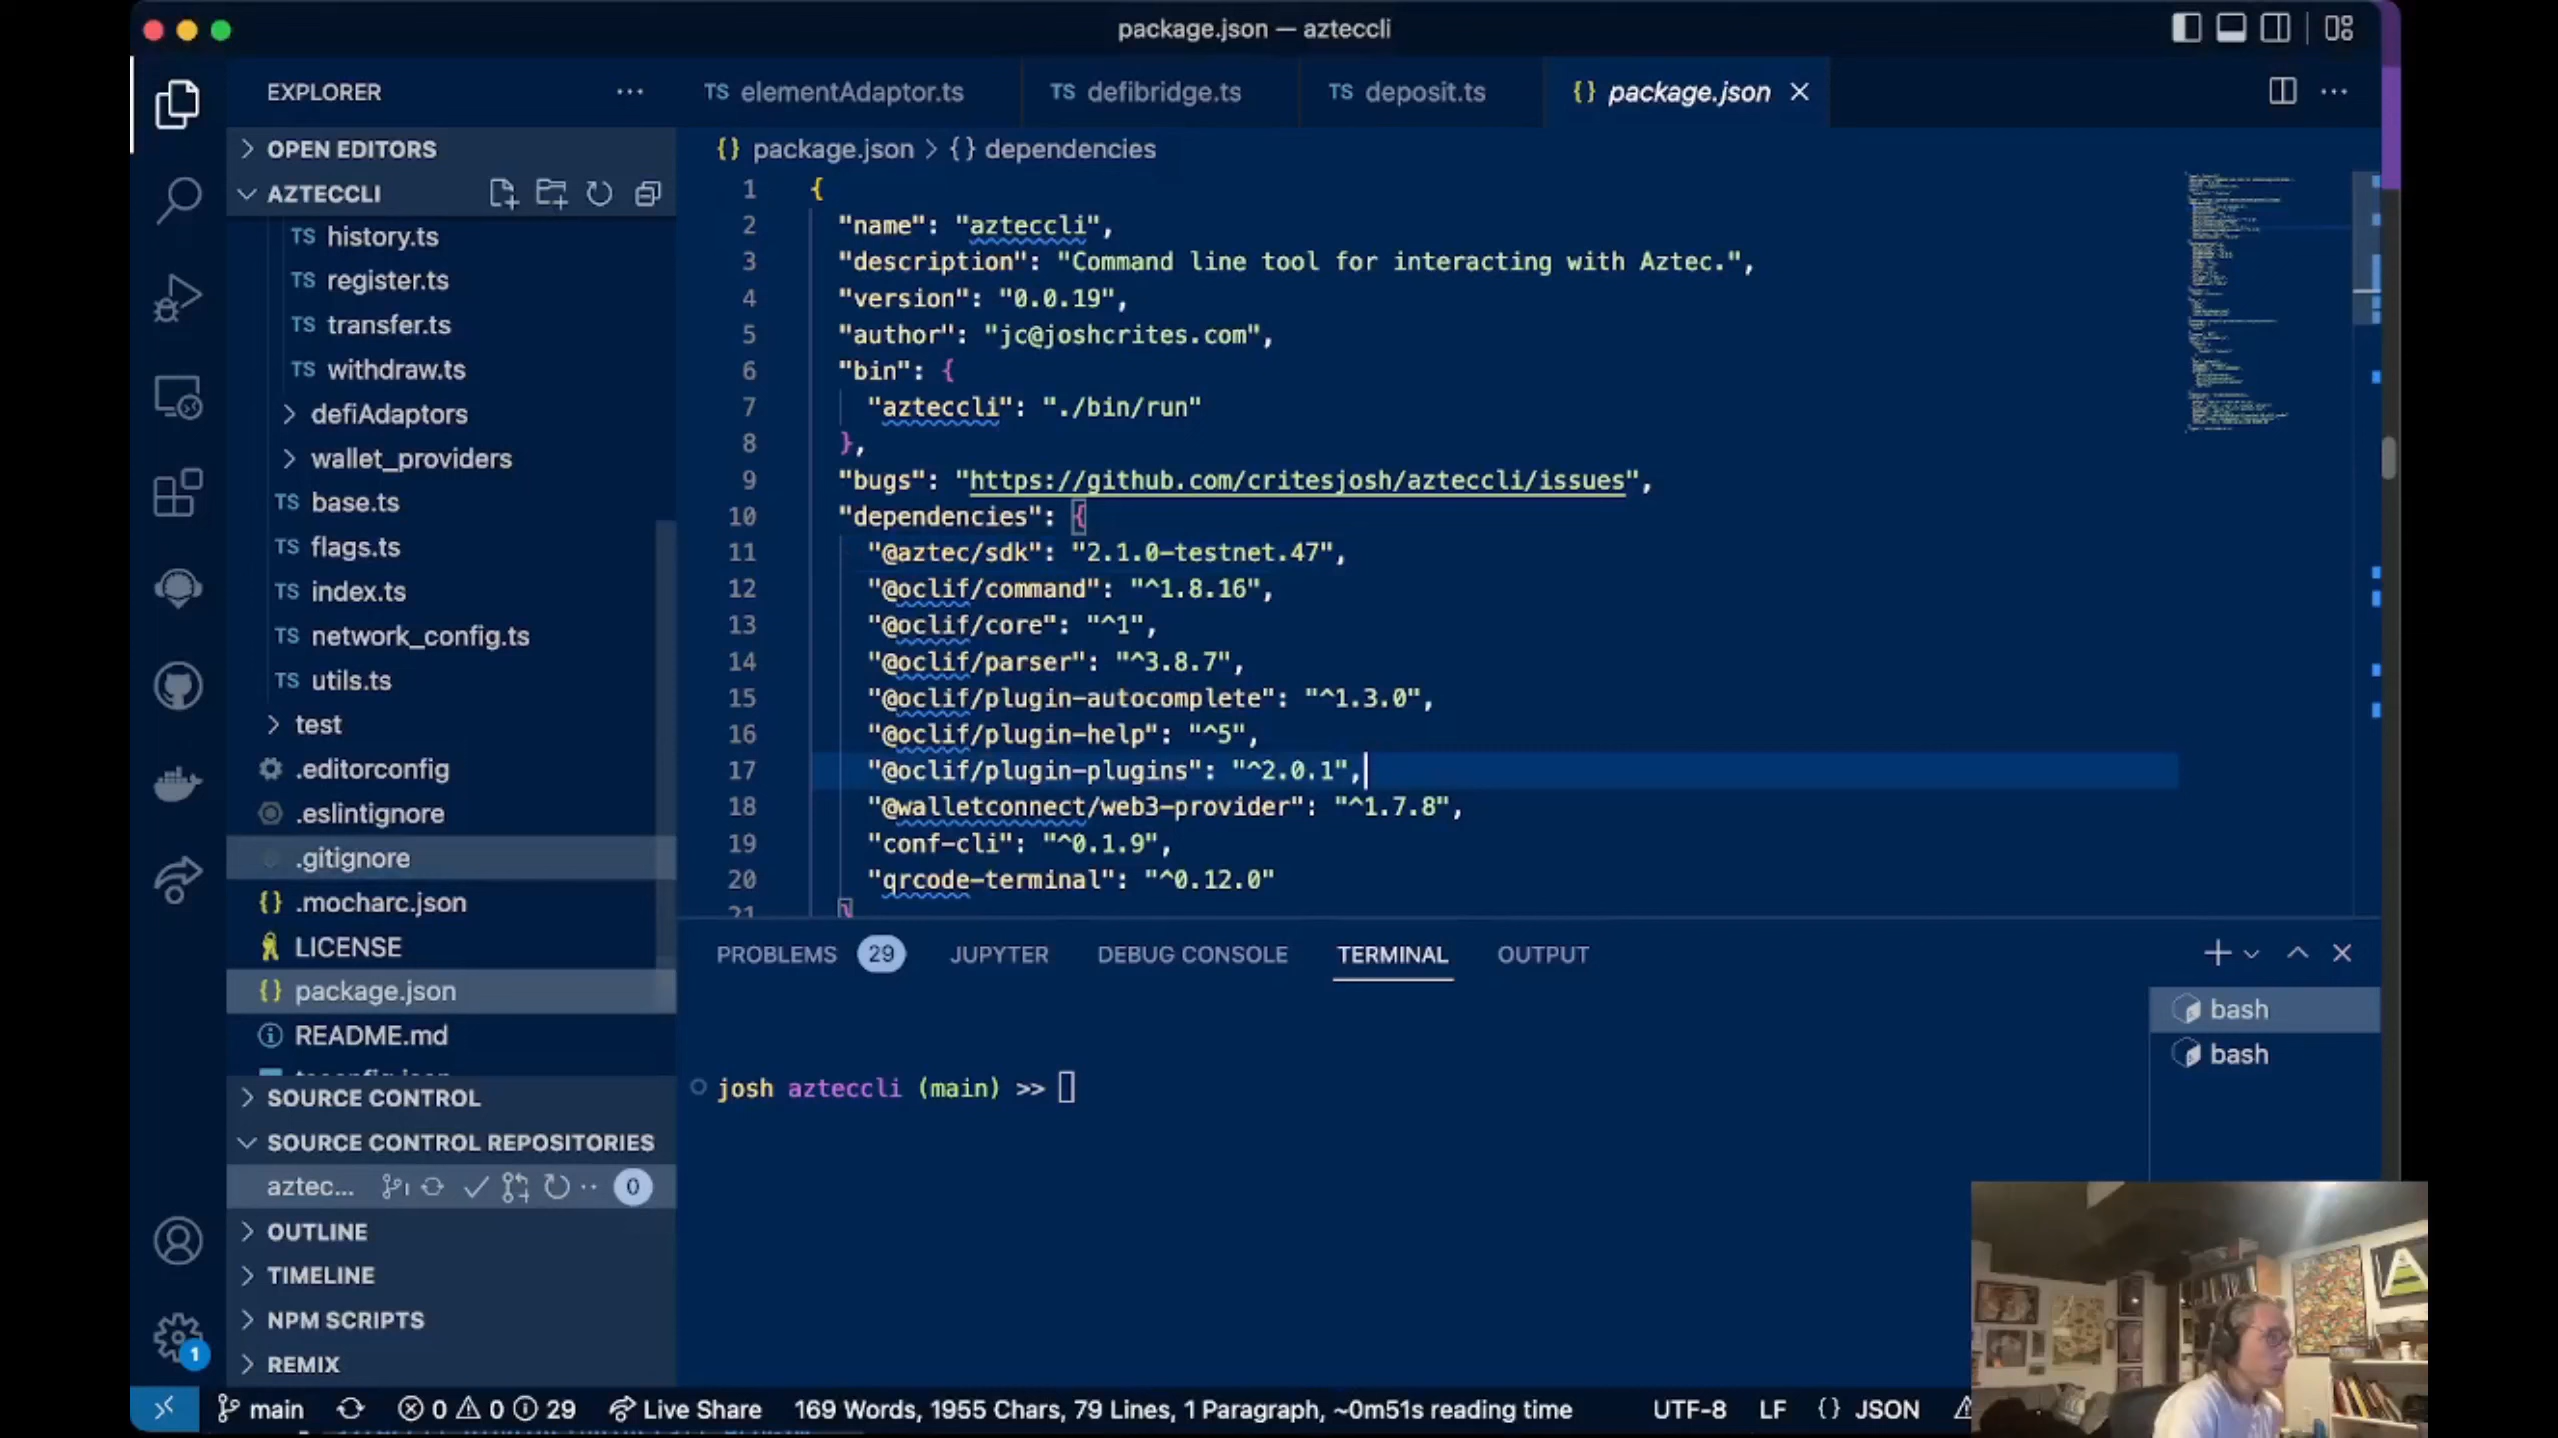 package.json — azteccli
EXPLORER
OPEN EDITORS
AZTECCLI
TS history.ts
TS register.ts
TS transfer.ts
TS withdraw.ts
defiAdaptors
wallet_providers
TS base.ts
TS flags.ts
TS index.ts
TS network_config.ts
TS utils.ts
test
.editorconfig
.eslintignore
.gitignore
{} .mocharc.json
LICENSE
{} package.json
README.md
tsconfig.json
SOURCE CONTROL
SOURCE CONTROL REPOSITORIES
aztec... 0
OUTLINE
TIMELINE
NPM SCRIPTS
REMIX
1
TS elementAdaptor.ts
TS defibridge.ts
TS deposit.ts
{} package.json
{} package.json > {} dependencies
1 {
2 "name": "azteccli",
3 "description": "Command line tool for interacting with Aztec.",
4 "version": "0.0.19",
5 "author": "jc@joshcrites.com",
6 "bin": {
7 "azteccli": "./bin/run"
8 },
9 "bugs": "https://github.com/critesjosh/azteccli/issues",
10 "dependencies": {
11 "@aztec/sdk": "2.1.0-testnet.47",
12 "@oclif/command": "^1.8.16",
13 "@oclif/core": "^1",
14 "@oclif/parser": "^3.8.7",
15 "@oclif/plugin-autocomplete": "^1.3.0",
16 "@oclif/plugin-help": "^5",
17 "@oclif/plugin-plugins": "^2.0.1",
18 "@walletconnect/web3-provider": "^1.7.8",
19 "conf-cli": "^0.1.9",
20 "qrcode-terminal": "^0.12.0"
21 }
PROBLEMS 29 JUPYTER DEBUG CONSOLE TERMINAL OUTPUT
josh azteccli (main) >>
bash
bash
main 0 0 29 Live Share 169 Words, 1955 Chars, 79 Lines, 1 Paragraph, ~0m51s reading time UTF-8 LF {} JSON